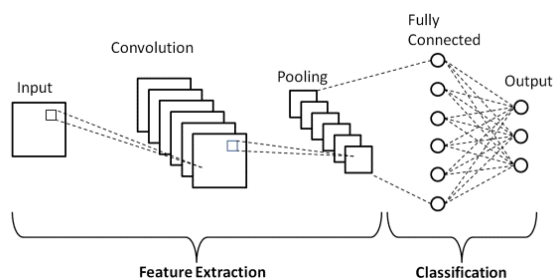 Input
Convolution
Pooling
Fully
Connected
Output
Feature Extraction
Classification